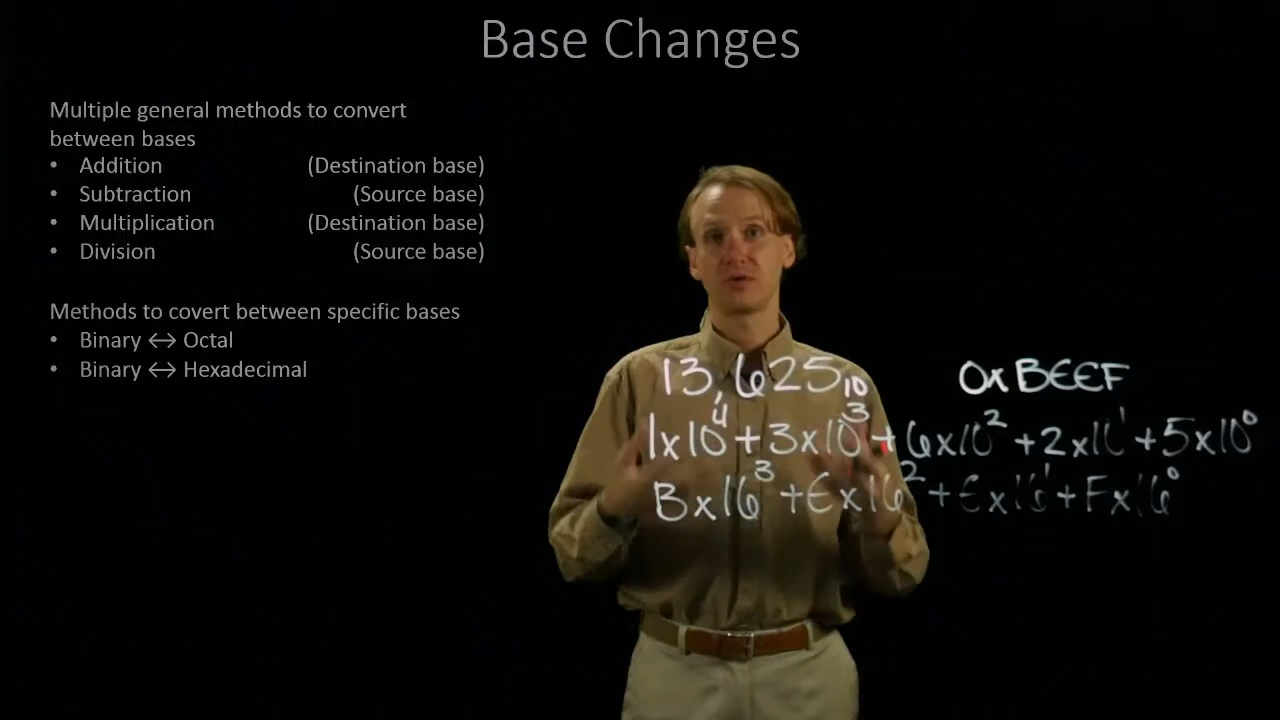 Base Changes
Multiple general methods to convert
between bases
• Addition (Destination base)
• Subtraction (Source base)
• Multiplication (Destination base)
• Division (Source base)
Methods to covert between specific bases
• Binary ↔ Octal
• Binary ↔ Hexadecimal
13,625₁₀ 0xBEEF
1x10⁴+3x10³+6x10²+2x10¹+5x10⁰
Bx16³+Ex16²+Ex16¹+Fx16⁰